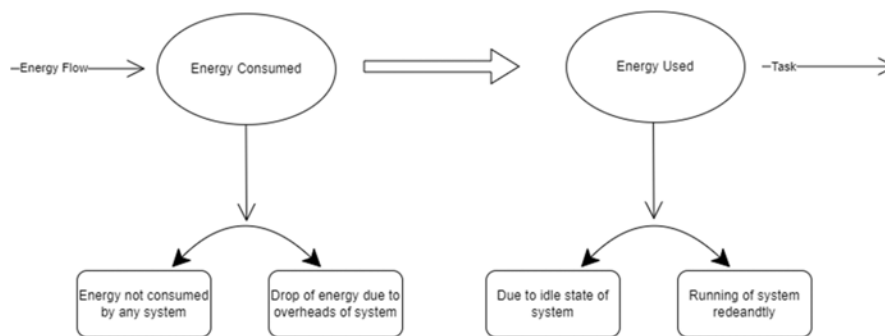 Energy Flow
Energy Consumed
Energy Used
Task
Energy not consumed
by any system
Drop of energy due to
overheads of system
Due to idle state of
system
Running of system
redeandtly